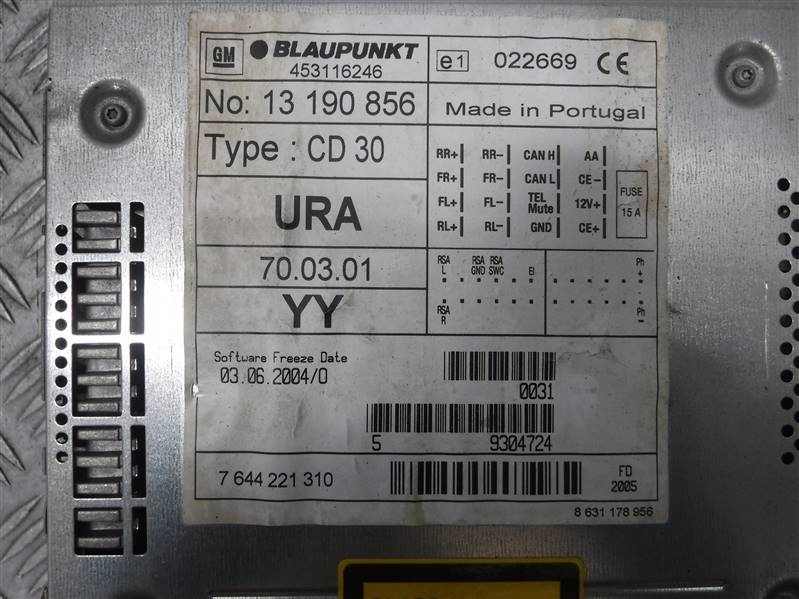 GM BLAUPUNKT
453116246
e1 022669 CE
No: 13 190 856
Made in Portugal
Type : CD 30
RR+ RR- CAN H AA
FR+ FR- CAN L CE-
FL+ FL- TEL Mute 12V+
RL+ RL- GND CE+
FUSE
15 A
URA
70.03.01
YY
RSA L RSA GND RSA SWC EI Ph +
RSA R Ph -
Software Freeze Date
03.06.2004/0
0031
5 9304724
7 644 221 310
FD
2005
8 631 178 956